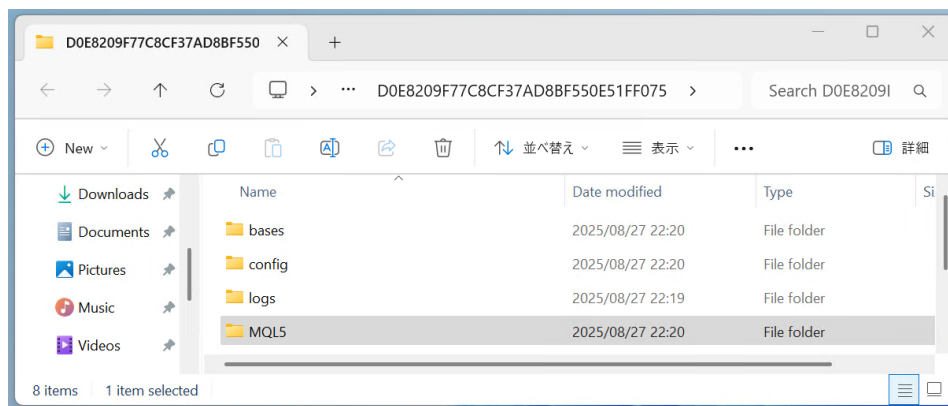 D0E8209F77C8CF37AD8BF550
D0E8209F77C8CF37AD8BF550E51FF075
Search D0E8209I
New
並べ替え
表示
詳細
Downloads
Documents
Pictures
Music
Videos
Name Date modified Type Si
bases 2025/08/27 22:20 File folder
config 2025/08/27 22:20 File folder
logs 2025/08/27 22:19 File folder
MQL5 2025/08/27 22:20 File folder
8 items 1 item selected